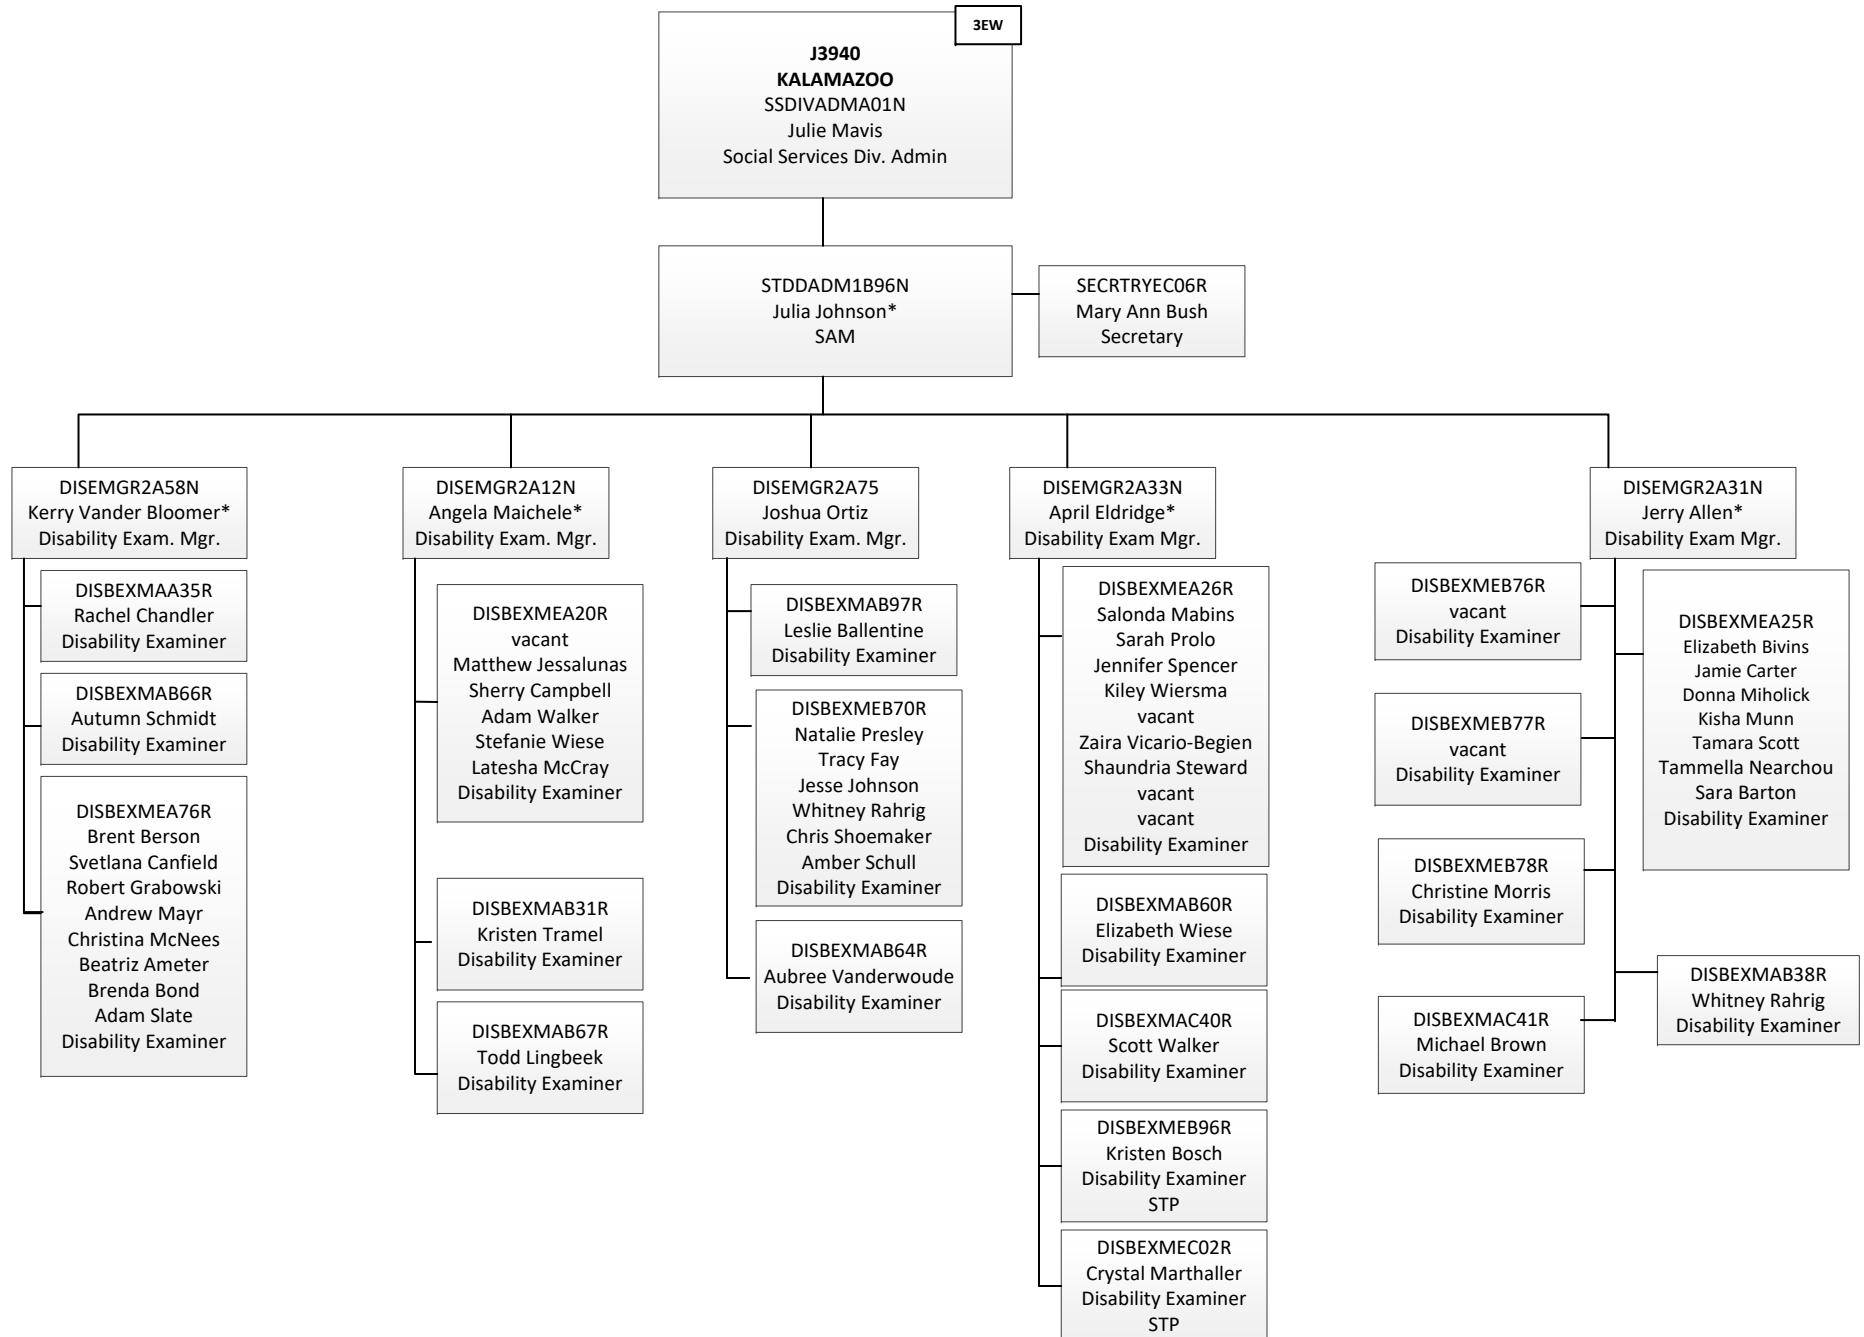 3EW
J3940
KALAMAZOO
SSDIVADMA01N
Julie Mavis
Social Services Div. Admin
STDDADM1B96N
Julia Johnson*
SAM
SECRTRYEC06R
Mary Ann Bush
Secretary
DISEMGR2A58N
Kerry Vander Bloomer*
Disability Exam. Mgr.
DISBEXMAA35R
Rachel Chandler
Disability Examiner
DISBEXMAB66R
Autumn Schmidt
Disability Examiner
DISBEXMEA76R
Brent Berson
Svetlana Canfield
Robert Grabowski
Andrew Mayr
Christina McNees
Beatriz Ameter
Brenda Bond
Adam Slate
Disability Examiner
DISEMGR2A12N
Angela Maichele*
Disability Exam. Mgr.
DISBEXMEA20R
vacant
Matthew Jessalunas
Sherry Campbell
Adam Walker
Stefanie Wiese
Latesha McCray
Disability Examiner
DISBEXMAB31R
Kristen Tramel
Disability Examiner
DISBEXMAB67R
Todd Lingbeek
Disability Examiner
DISEMGR2A75
Joshua Ortiz
Disability Exam. Mgr.
DISBEXMAB97R
Leslie Ballentine
Disability Examiner
DISBEXMEB70R
Natalie Presley
Tracy Fay
Jesse Johnson
Whitney Rahrig
Chris Shoemaker
Amber Schull
Disability Examiner
DISBEXMAB64R
Aubree Vanderwoude
Disability Examiner
DISEMGR2A33N
April Eldridge*
Disability Exam Mgr.
DISBEXMEA26R
Salonda Mabins
Sarah Prolo
Jennifer Spencer
Kiley Wiersma
vacant
Zaira Vicario-Begien
Shaundria Steward
vacant
vacant
Disability Examiner
DISBEXMAB60R
Elizabeth Wiese
Disability Examiner
DISBEXMAC40R
Scott Walker
Disability Examiner
DISBEXMEB96R
Kristen Bosch
Disability Examiner
STP
DISBEXMEC02R
Crystal Marthaller
Disability Examiner
STP
DISEMGR2A31N
Jerry Allen*
Disability Exam Mgr.
DISBEXMEB76R
vacant
Disability Examiner
DISBEXMEB77R
vacant
Disability Examiner
DISBEXMEB78R
Christine Morris
Disability Examiner
DISBEXMAC41R
Michael Brown
Disability Examiner
DISBEXMEA25R
Elizabeth Bivins
Jamie Carter
Donna Miholick
Kisha Munn
Tamara Scott
Tammella Nearchou
Sara Barton
Disability Examiner
DISBEXMAB38R
Whitney Rahrig
Disability Examiner